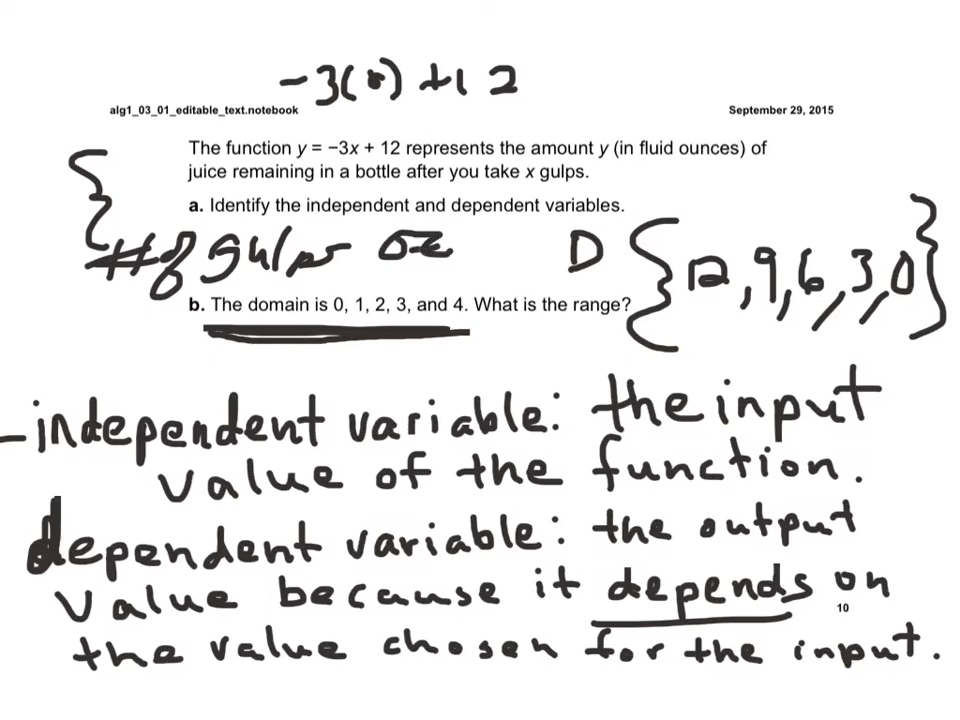 -3( ) +12
alg1_03_01_editable_text.notebook September 29, 2015
The function y = −3x + 12 represents the amount y (in fluid ounces) of
juice remaining in a bottle after you take x gulps.
a. Identify the independent and dependent variables.
# of gulps oz D {12,9,6,3,0}
b. The domain is 0, 1, 2, 3, and 4. What is the range?
-independent variable: the input
value of the function.
dependent variable: the output
value because it depends on
10
the value chosen for the input.